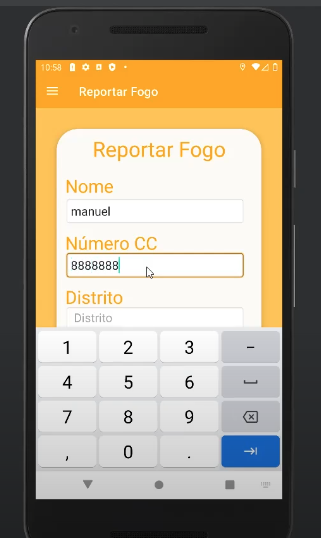 10:58
Reportar Fogo
Reportar Fogo
Nome
manuel
Número CC
8888888
Distrito
Distrito
1 2 3 -
4 5 6
7 8 9
, 0 .